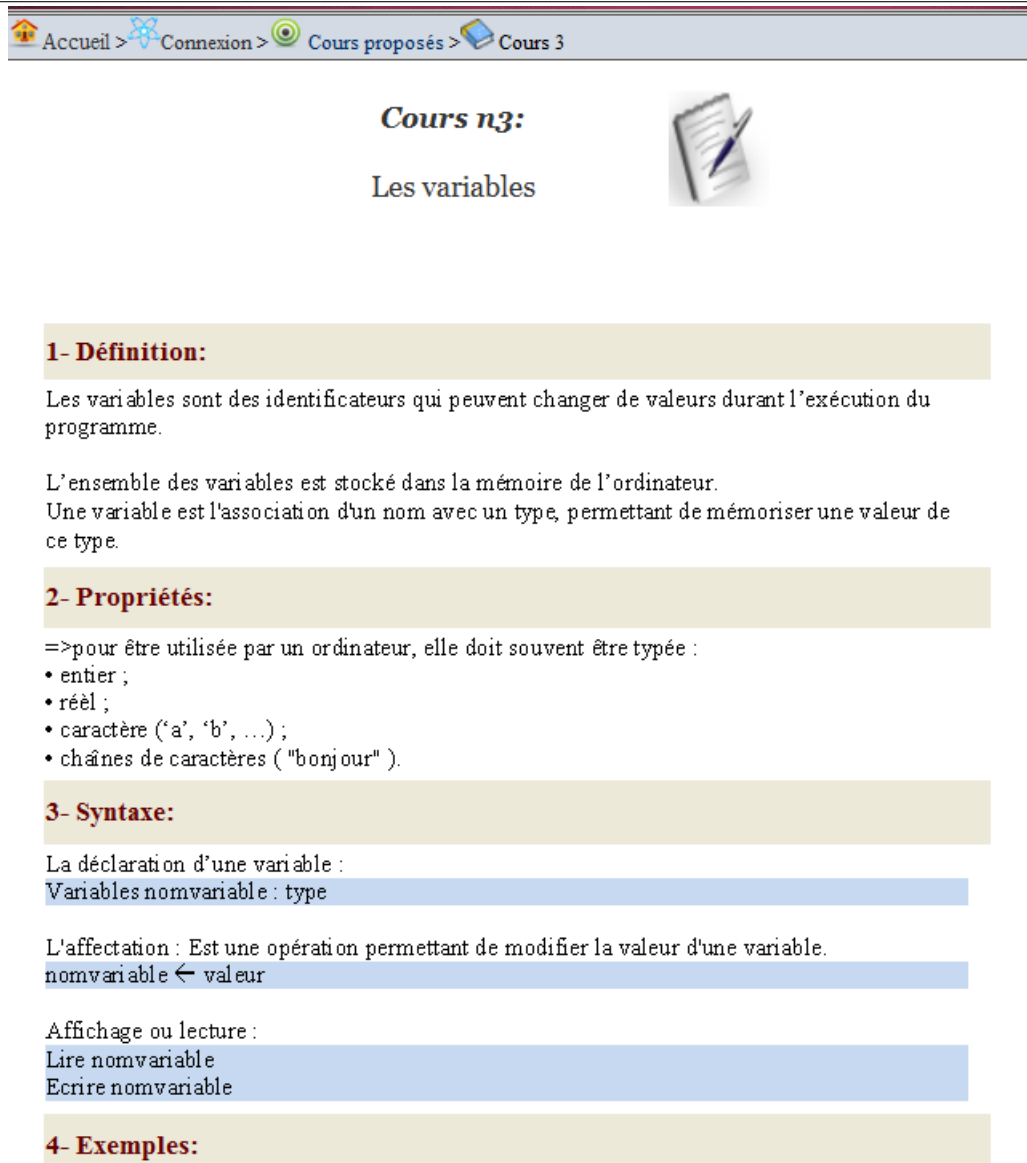 Accueil > Connexion > Cours proposés > Cours 3
Cours n3:
Les variables
1- Définition:
Les variables sont des identificateurs qui peuvent changer de valeurs durant l’exécution du
programme.
L’ensemble des variables est stocké dans la mémoire de l’ordinateur.
Une variable est l'association d'un nom avec un type, permettant de mémoriser une valeur de
ce type.
2- Propriétés:
=>pour être utilisée par un ordinateur, elle doit souvent être typée :
• entier ;
• réèl ;
• caractère (‘a’, ‘b’, …) ;
• chaînes de caractères ( "bonjour" ).
3- Syntaxe:
La déclaration d’une variable :
Variables nomvariable : type
L'affectation : Est une opération permettant de modifier la valeur d'une variable.
nomvariable ← valeur
Affichage ou lecture :
Lire nomvariable
Ecrire nomvariable
4- Exemples: